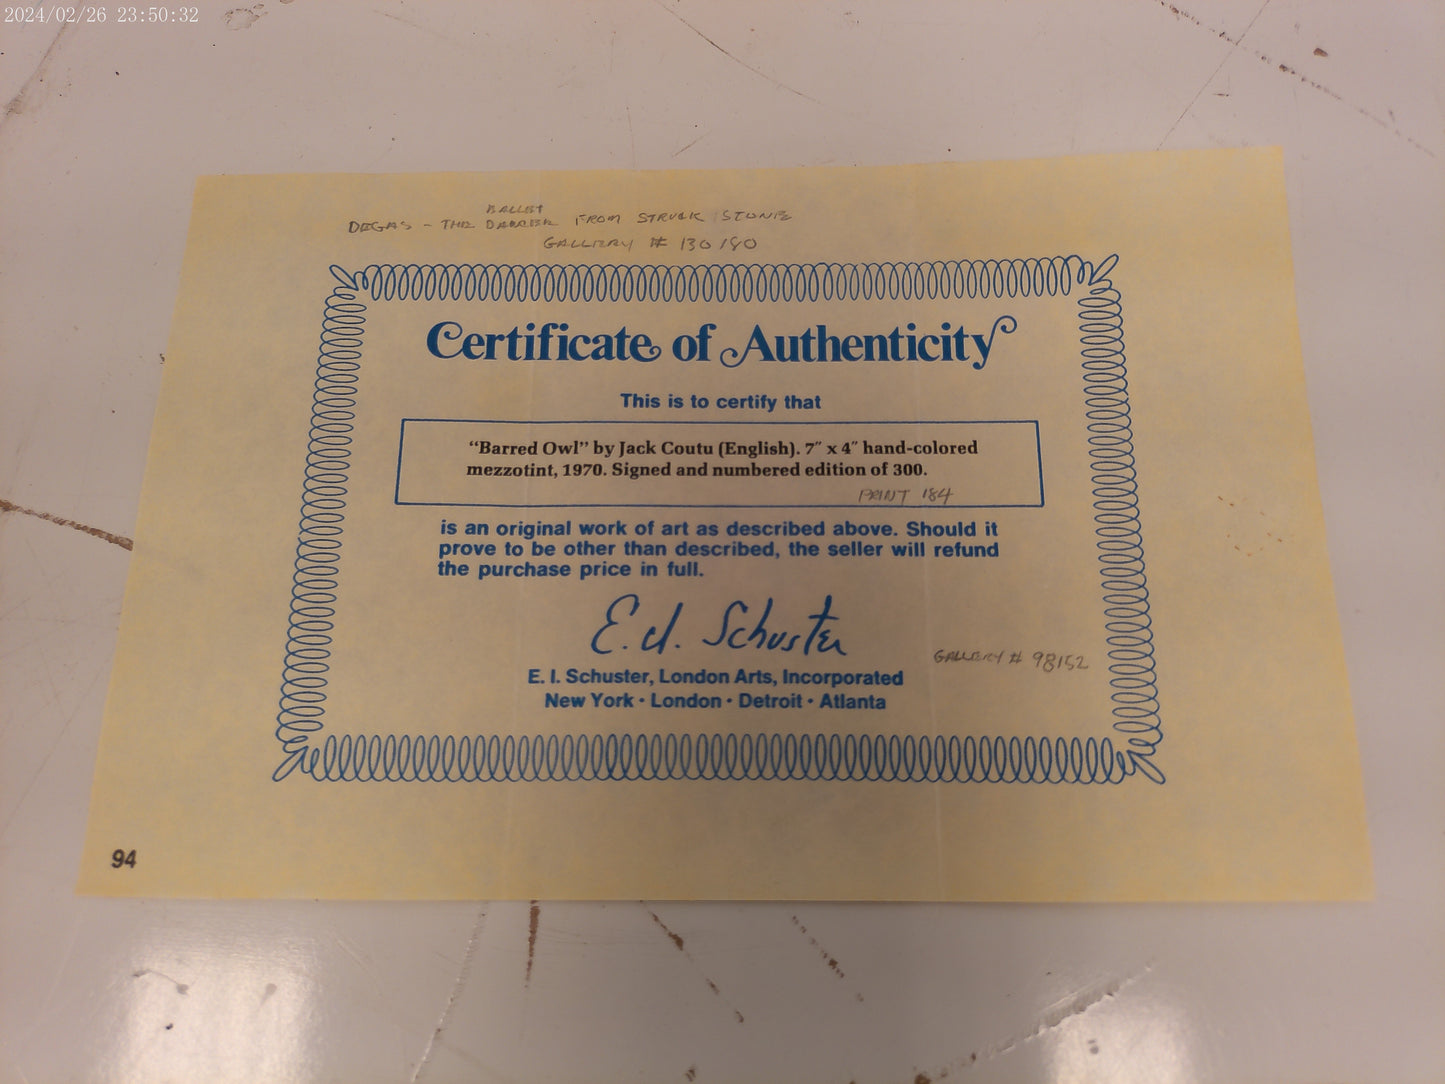 2024/02/26 23:50:32
BALLET
DEGAS - THE DANCER FROM STRUCK STONE
GALLERY # 130180
Certificate of Authenticity
This is to certify that
“Barred Owl” by Jack Coutu (English). 7″ x 4″ hand-colored
mezzotint, 1970. Signed and numbered edition of 300.
PRINT 184
is an original work of art as described above. Should it
prove to be other than described, the seller will refund
the purchase price in full.
E. I. Schuster
GALLERY # 98152
E. I. Schuster, London Arts, Incorporated
New York · London · Detroit · Atlanta
94